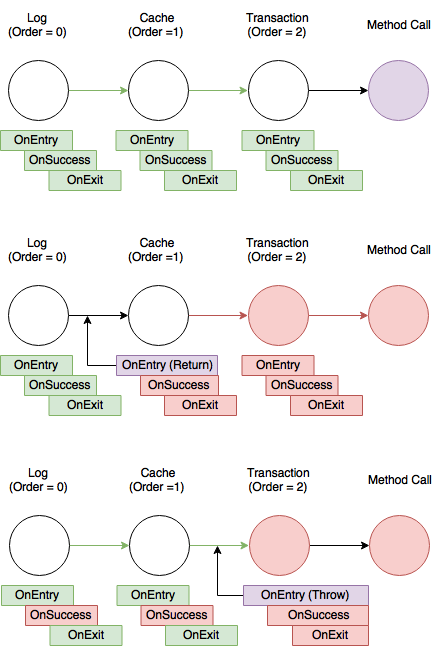 Log
(Order = 0)
Cache
(Order =1)
Transaction
(Order = 2)
Method Call
OnEntry
OnSuccess
OnExit
OnEntry
OnSuccess
OnExit
OnEntry
OnSuccess
OnExit
Log
(Order = 0)
Cache
(Order =1)
Transaction
(Order = 2)
Method Call
OnEntry
OnSuccess
OnExit
OnEntry (Return)
OnSuccess
OnExit
OnEntry
OnSuccess
OnExit
Log
(Order = 0)
Cache
(Order =1)
Transaction
(Order = 2)
Method Call
OnEntry
OnSuccess
OnExit
OnEntry
OnSuccess
OnExit
OnEntry (Throw)
OnSuccess
OnExit